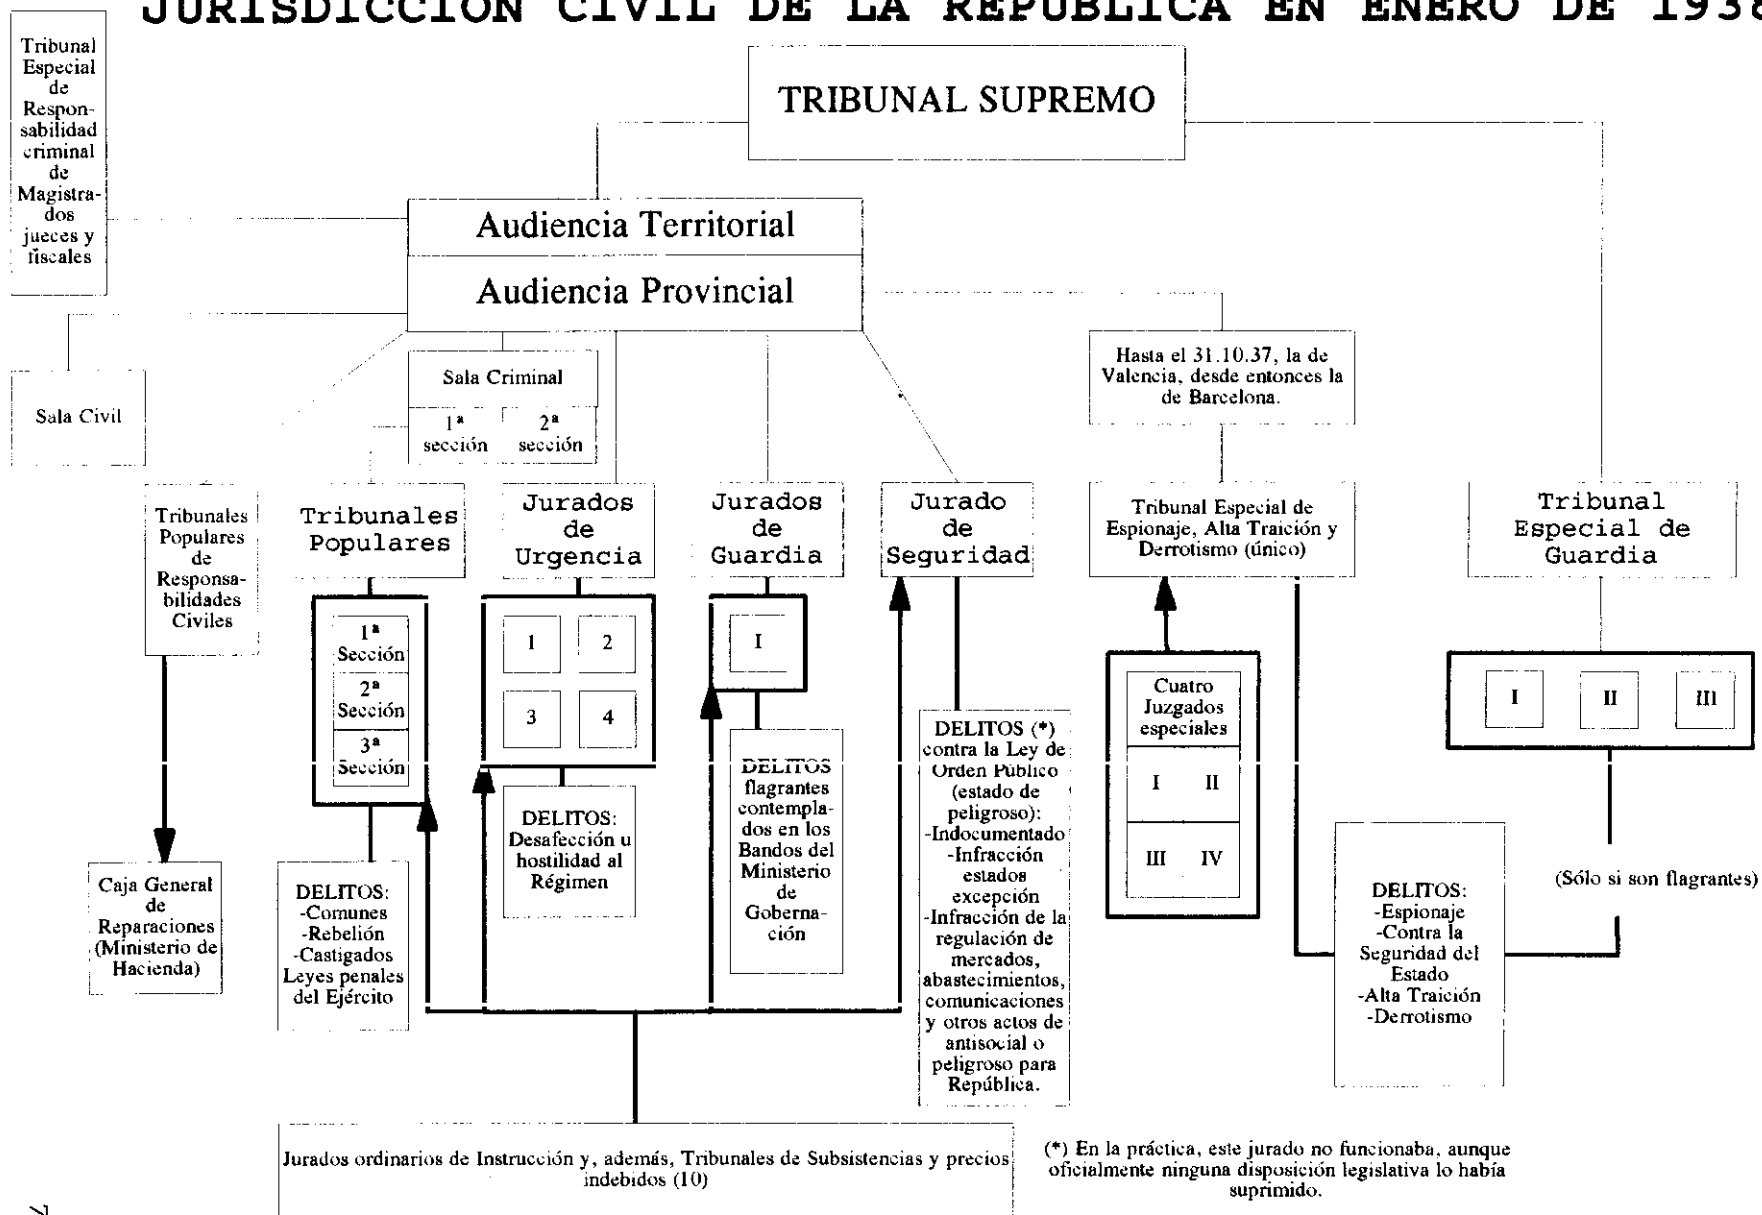 JURISDICCION CIVIL DE LA REPUBLICA EN ENERO DE 1938
Tribunal
Especial
de
Respon-
sabilidad
criminal
de
Magistra-
dos
jueces y
fiscales
TRIBUNAL SUPREMO
Audiencia Territorial
Audiencia Provincial
Sala Civil
Sala Criminal
1ª
sección
2ª
sección
Hasta el 31.10.37, la de
Valencia, desde entonces la
de Barcelona.
Tribunales
Populares
de
Responsa-
bilidades
Civiles
Tribunales
Populares
Jurados
de
Urgencia
Jurados
de
Guardia
Jurado
de
Seguridad
Tribunal Especial de
Espionaje, Alta Traición y
Derrotismo (único)
Tribunal
Especial de
Guardia
1ª
Sección
2ª
Sección
3ª
Sección
1
2
3
4
I
Cuatro
Juzgados
especiales
I
II
III
IV
I
II
III
Caja General
de
Reparaciones
(Ministerio de
Hacienda)
DELITOS:
-Comunes
-Rebelión
-Castigados
Leyes penales
del Ejército
DELITOS:
Desafección u
hostilidad al
Régimen
DELITOS
flagrantes
contempla-
dos en los
Bandos del
Ministerio
de
Goberna-
ción
DELITOS (*)
contra la Ley de
Orden Público
(estado de
peligroso):
-Indocumentado
-Infracción
estados
excepción
-Infracción de la
regulación de
mercados,
abastecimientos,
comunicaciones
y otros actos de
antisocial o
peligroso para
República.
DELITOS:
-Espionaje
-Contra la
Seguridad del
Estado
-Alta Traición
-Derrotismo
(Sólo si son flagrantes)
Jurados ordinarios de Instrucción y, además, Tribunales de Subsistencias y precios
indebidos (10)
(*) En la práctica, este jurado no funcionaba, aunque
oficialmente ninguna disposición legislativa lo había
suprimido.